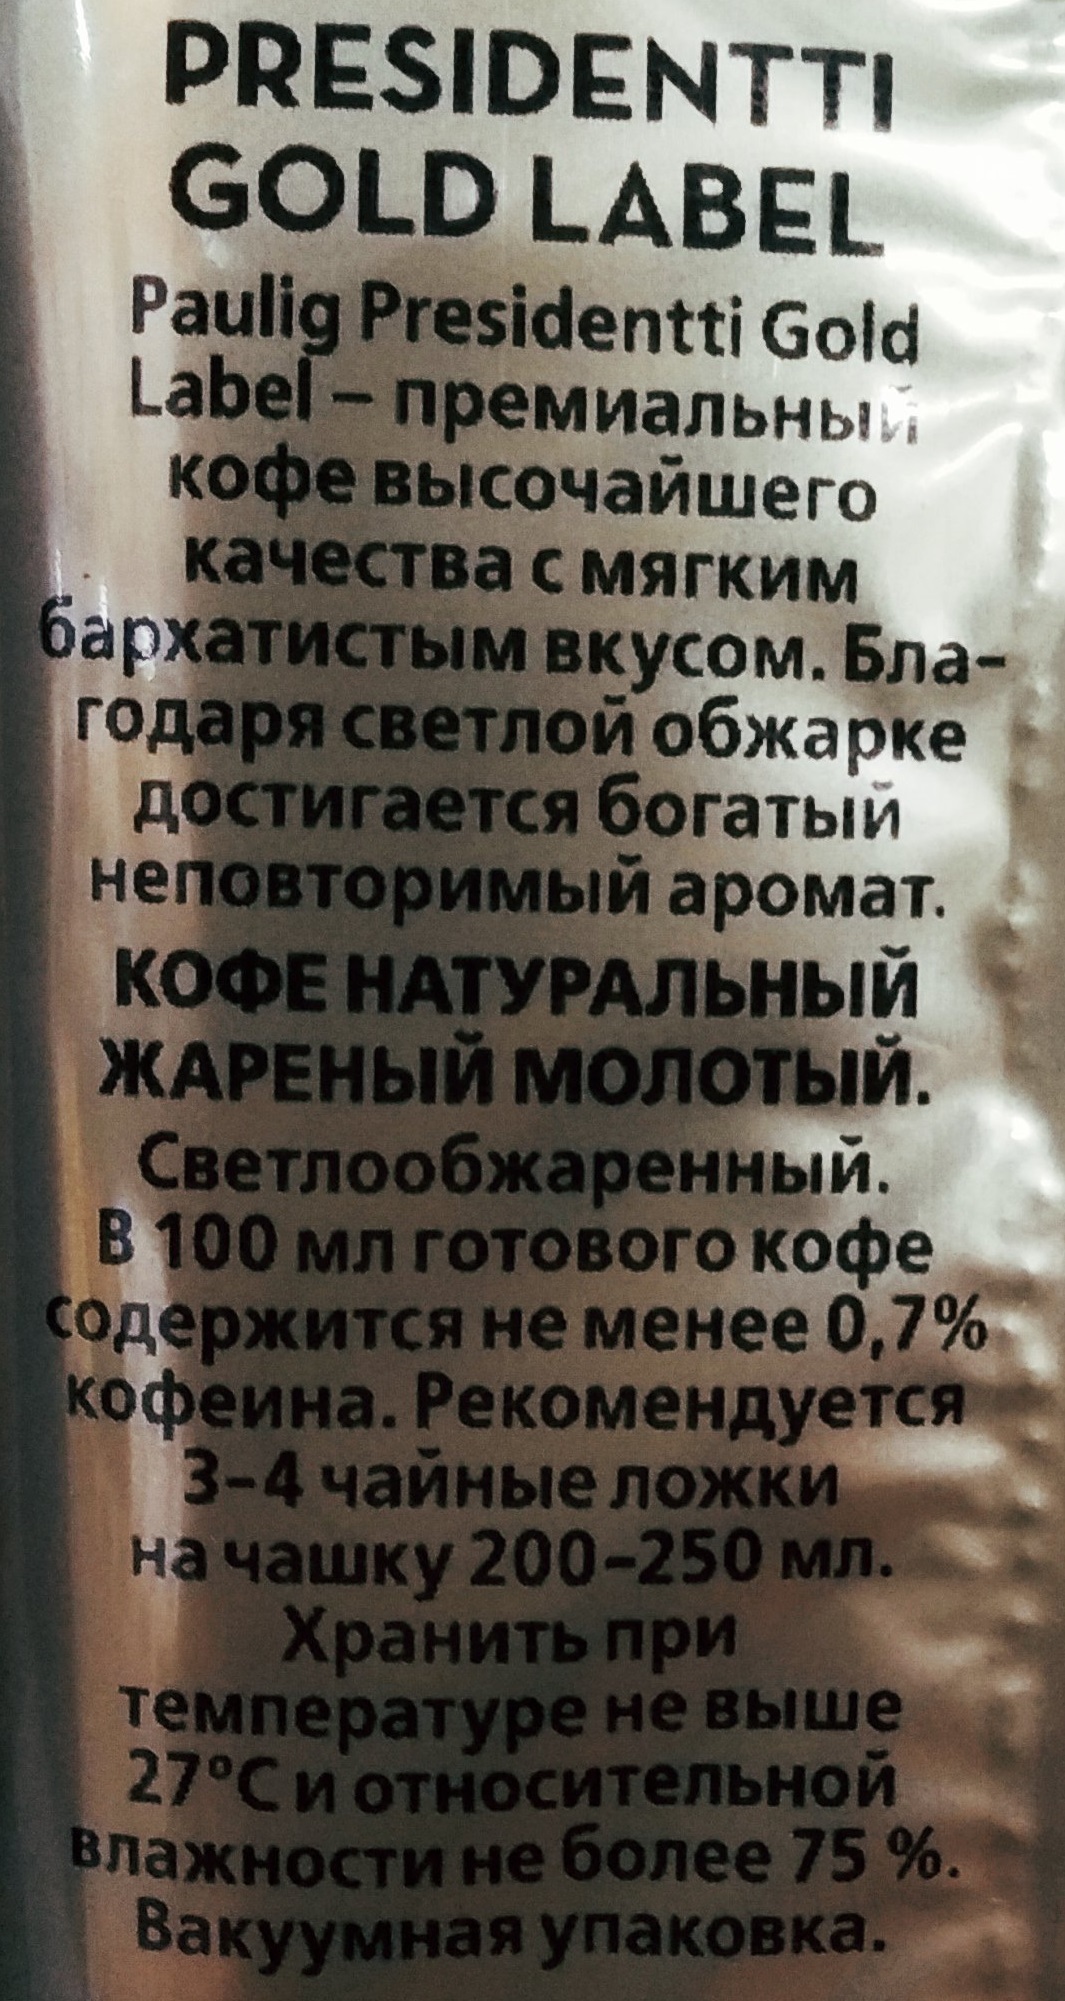 PRESIDENTTI
GOLD LABEL
Paulig Presidentti Gold
Label – премиальный
кофе высочайшего
качества с мягким
бархатистым вкусом. Бла-
годаря светлой обжарке
достигается богатый
неповторимый аромат.
КОФЕ НАТУРАЛЬНЫЙ
ЖАРЕНЫЙ МОЛОТЫЙ.
Светлообжаренный.
В 100 мл готового кофе
содержится не менее 0,7%
кофеина. Рекомендуется
3–4 чайные ложки
на чашку 200–250 мл.
Хранить при
температуре не выше
27°С и относительной
влажности не более 75 %.
Вакуумная упаковка.